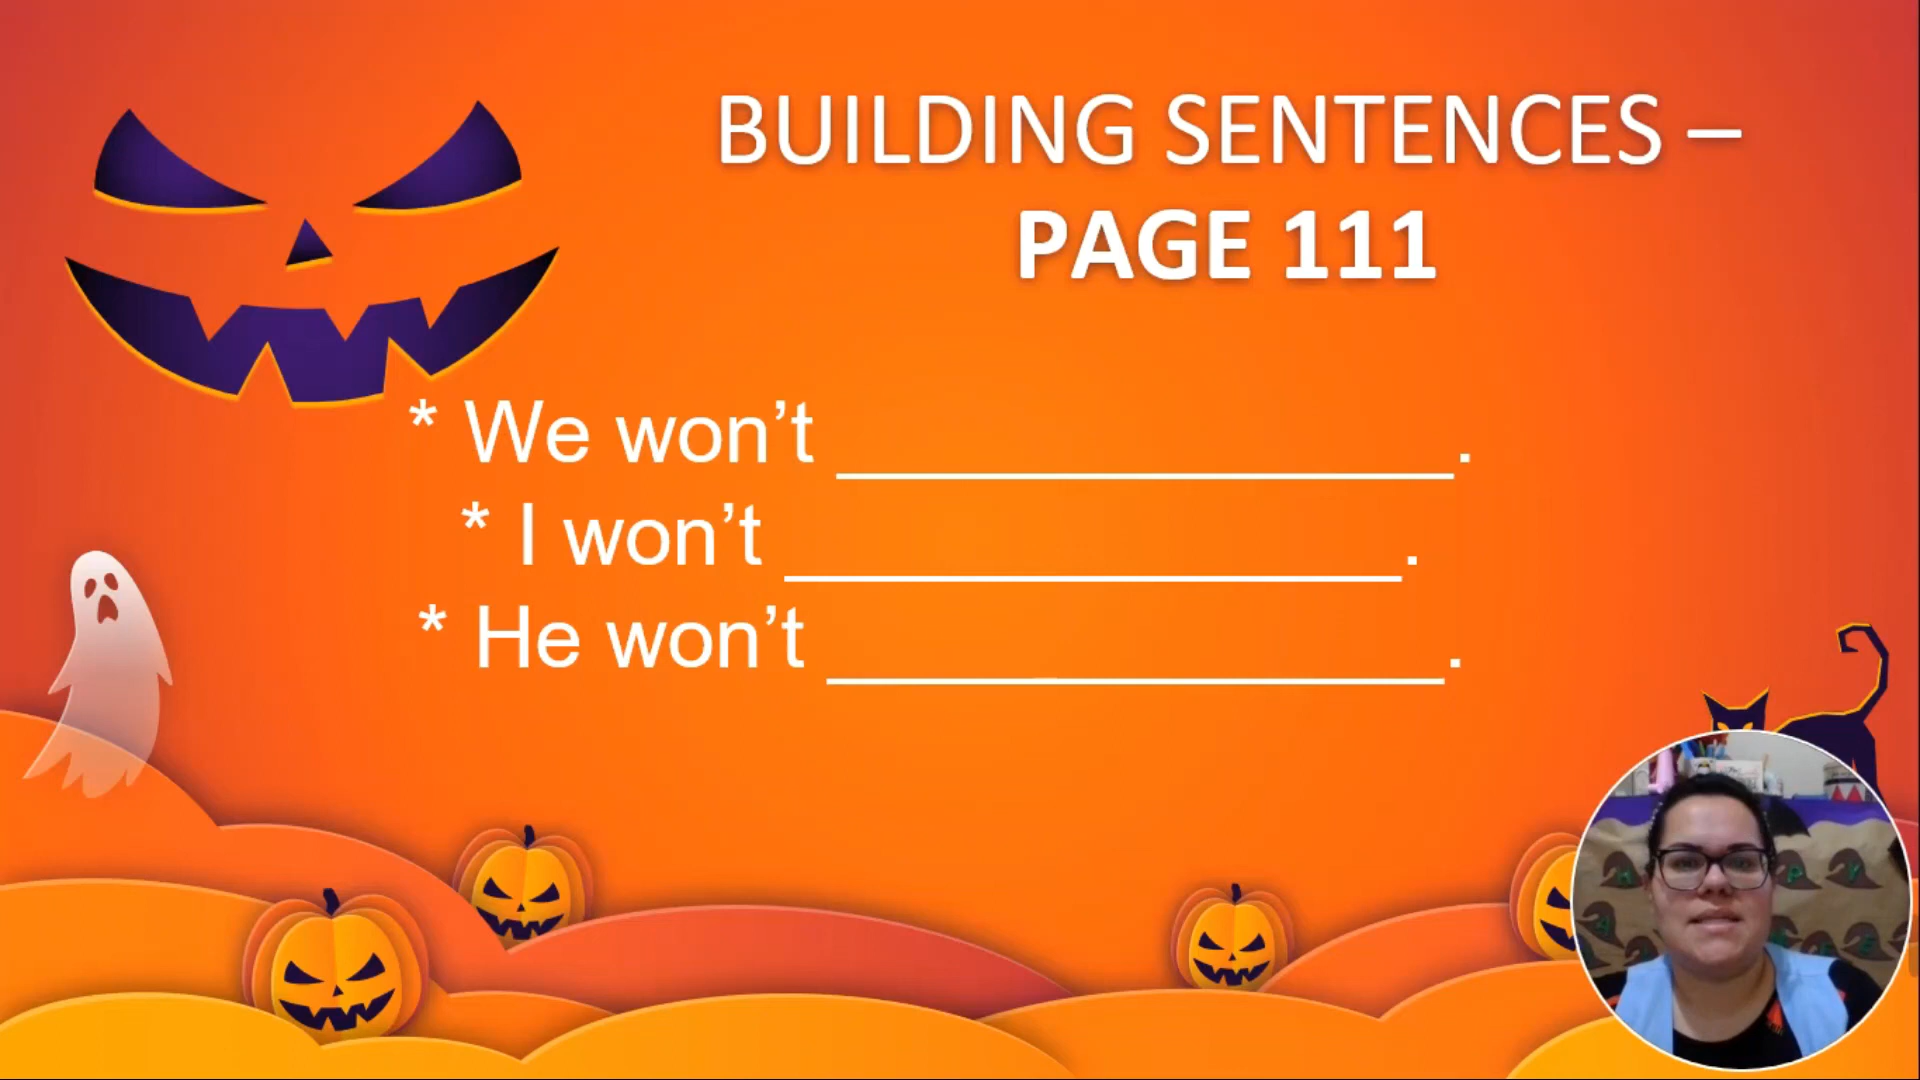 BUILDING SENTENCES –
PAGE 111
* We won’t _______________.
* I won’t _______________.
* He won’t _______________.